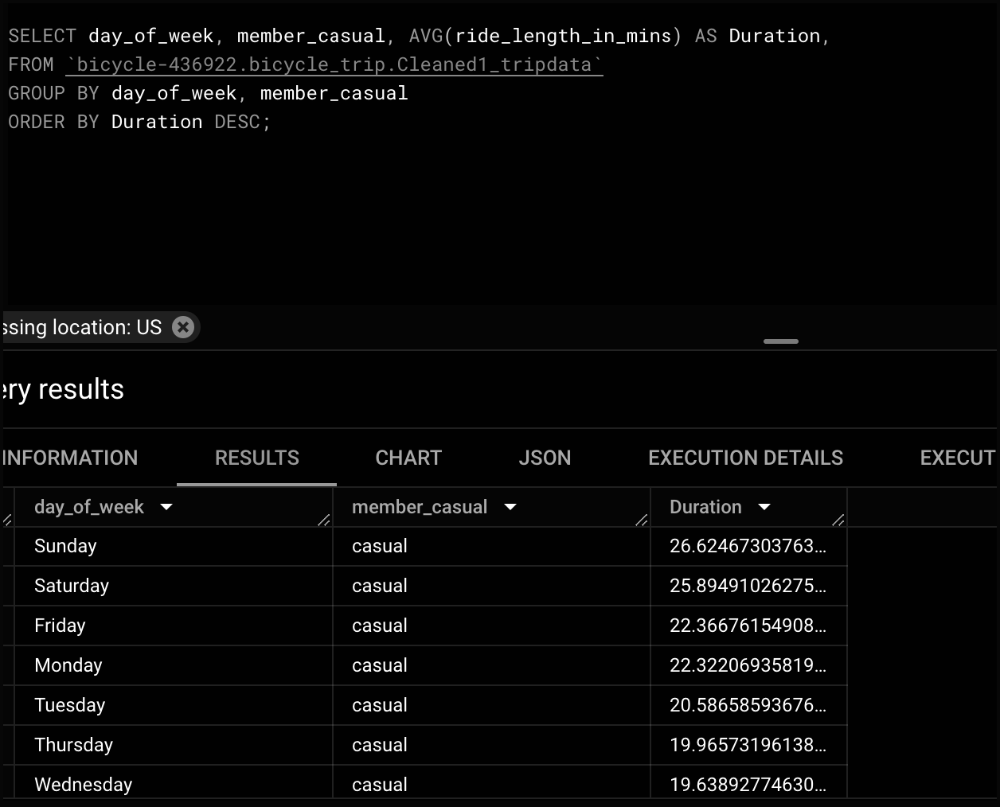 SELECT day_of_week, member_casual, AVG(ride_length_in_mins) AS Duration,
FROM `bicycle-436922.bicycle_trip.Cleaned1_tripdata`
GROUP BY day_of_week, member_casual
ORDER BY Duration DESC;
ssing location: US
ery results
INFORMATION RESULTS CHART JSON EXECUTION DETAILS EXECUT
day_of_week member_casual Duration
Sunday casual 26.62467303763...
Saturday casual 25.89491026275...
Friday casual 22.36676154908...
Monday casual 22.32206935819...
Tuesday casual 20.58658593676...
Thursday casual 19.96573196138...
Wednesday casual 19.63892774630...